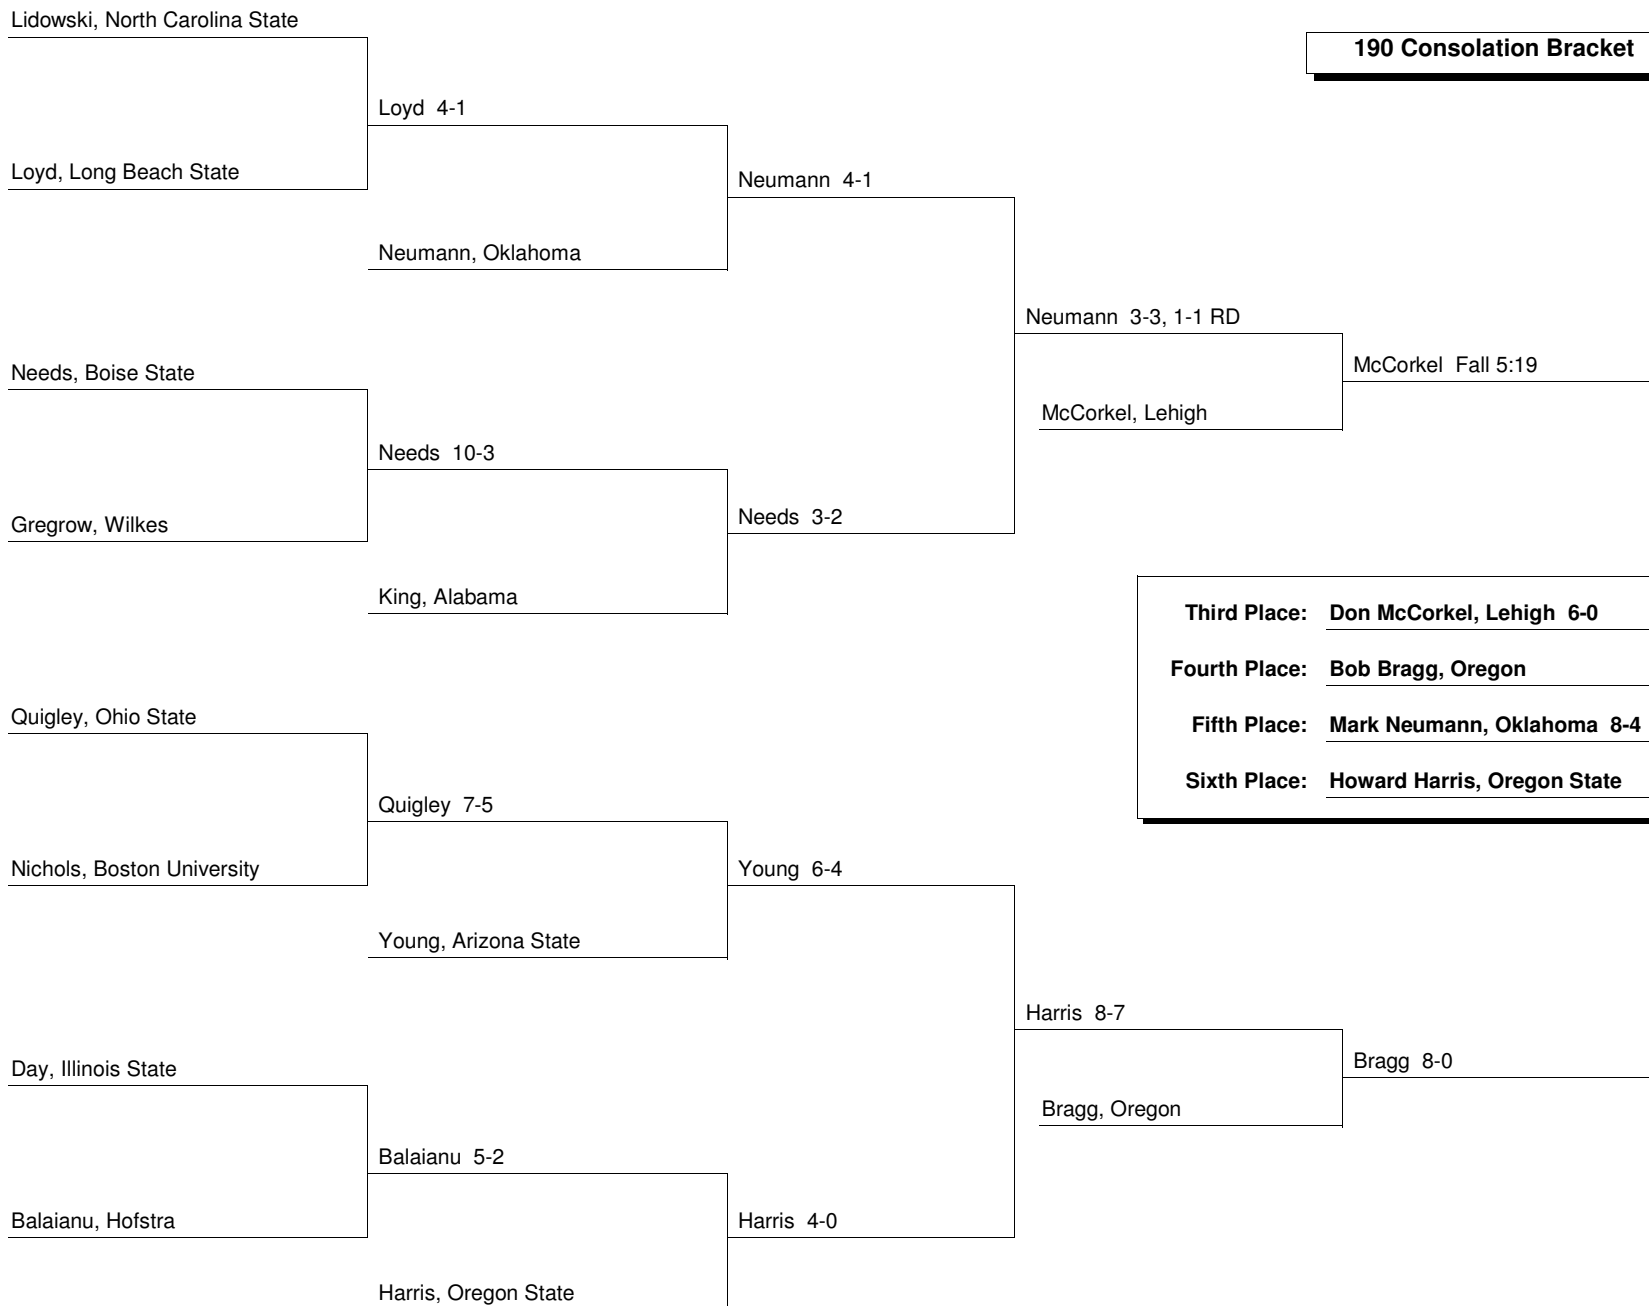 Lidowski, North Carolina State
190 Consolation Bracket
Loyd 4-1
Loyd, Long Beach State
Neumann 4-1
Neumann, Oklahoma
Neumann 3-3, 1-1 RD
McCorkel Fall 5:19
Needs, Boise State
McCorkel, Lehigh
Needs 10-3
Needs 3-2
Gregrow, Wilkes
King, Alabama
Third Place: Don McCorkel, Lehigh 6-0
Fourth Place: Bob Bragg, Oregon
Fifth Place: Mark Neumann, Oklahoma 8-4
Sixth Place: Howard Harris, Oregon State
Quigley, Ohio State
Quigley 7-5
Nichols, Boston University
Young 6-4
Young, Arizona State
Harris 8-7
Bragg 8-0
Day, Illinois State
Bragg, Oregon
Balaianu 5-2
Balaianu, Hofstra
Harris 4-0
Harris, Oregon State